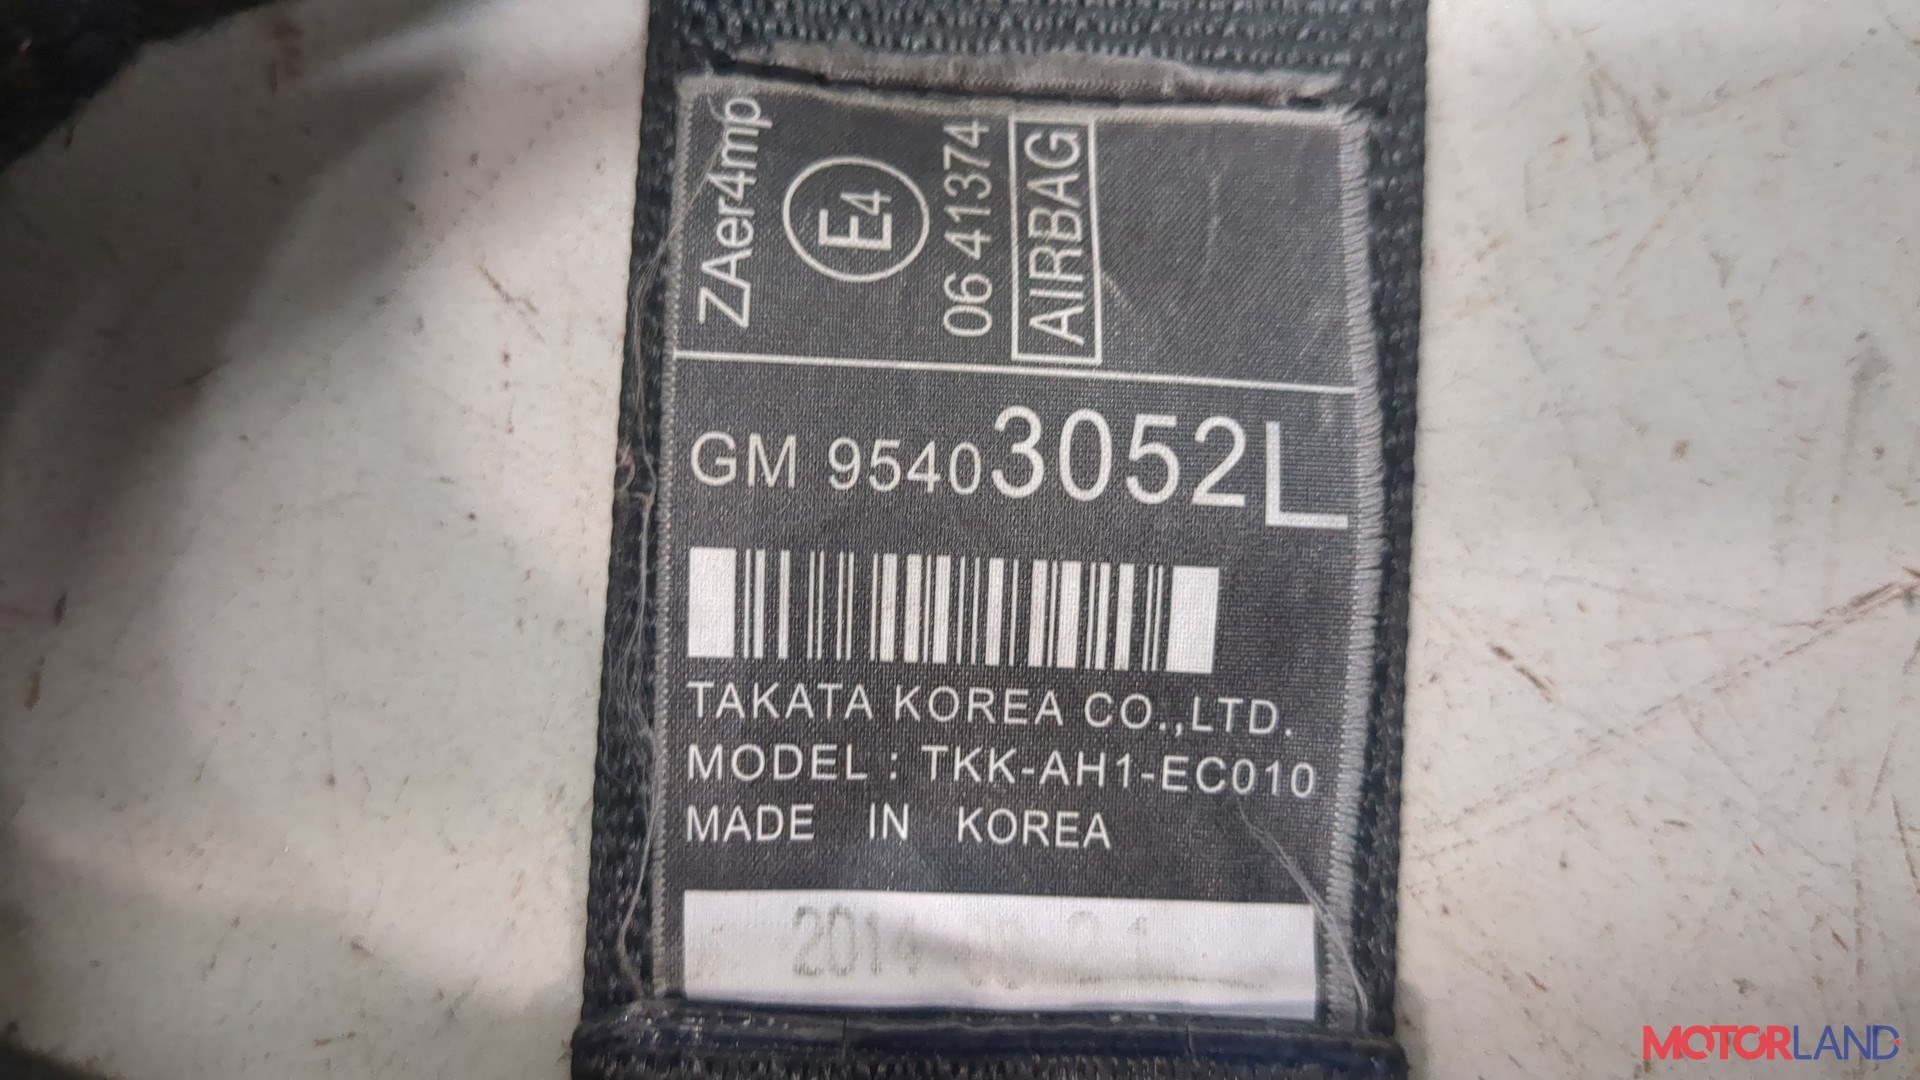 ZAer4mp
E4
06 41374
AIRBAG
GM 95403052L
TAKATA KOREA CO.,LTD.
MODEL : TKK-AH1-EC010
MADE IN KOREA
2014
MOTORLAND